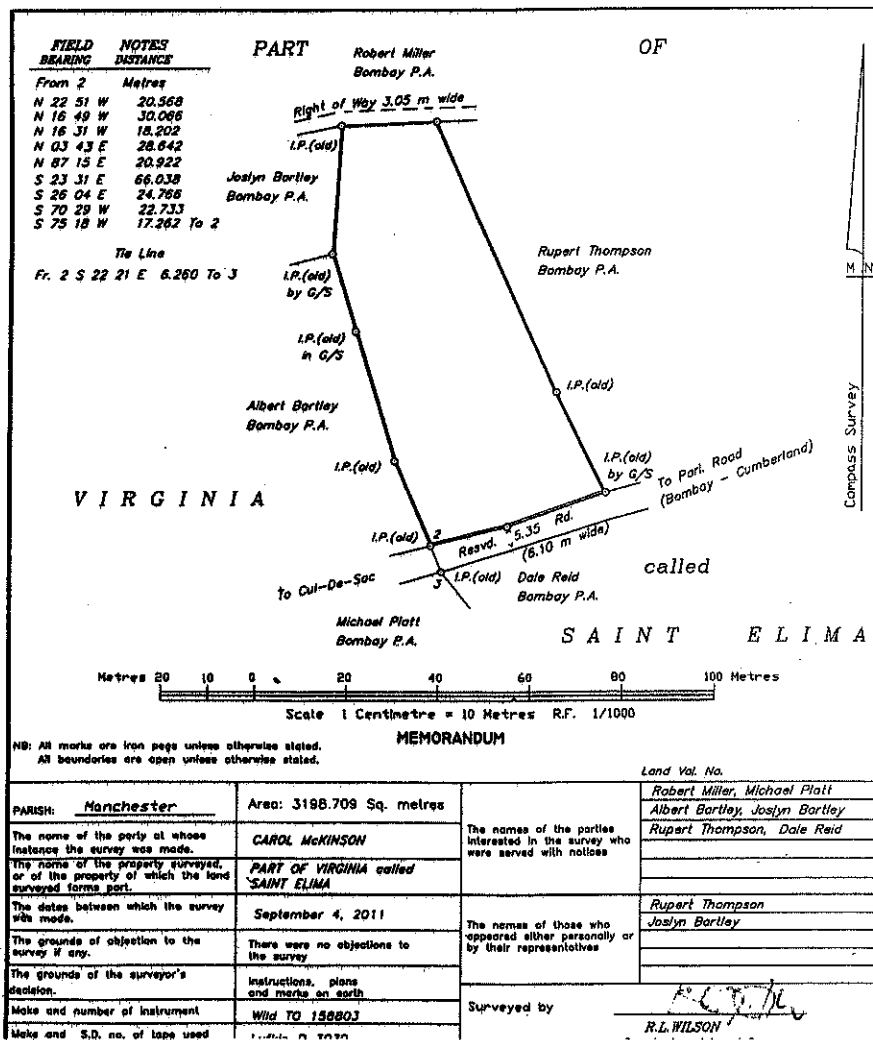 PART OF
FIELD NOTES
BEARING DISTANCE
From 2 Metres
N 22 51 W 20.568
N 16 49 W 30.066
N 16 31 W 18.202
N 03 43 E 28.642
N 87 15 E 20.922
S 23 31 E 66.038
S 26 04 E 24.766
S 70 29 W 22.733
S 75 18 W 17.262 To 2
Tie Line
Fr. 2 S 22 21 E 6.260 To 3
Robert Miller
Bombay P.A.
Right of Way 3.05 m wide
I.P.(old)
Joslyn Bartley
Bombay P.A.
Rupert Thompson
Bombay P.A.
M N
I.P.(old)
by G/S
I.P.(old)
in G/S
Compass Survey
I.P.(old)
Albert Bartley
Bombay P.A.
I.P.(old)
I.P.(old)
by G/S
To Parl. Road
(Bombay - Cumberland)
VIRGINIA
I.P.(old)
2
Resvd. 5.35 Rd.
(6.10 m wide)
To Cul-De-Sac
3
I.P.(old)
Dale Reid
Bombay P.A.
called
Michael Platt
Bombay P.A.
SAINT ELIMA
Metres 20 10 0 20 40 60 80 100 Metres
Scale 1 Centimetre = 10 Metres R.F. 1/1000
MEMORANDUM
NB: All marks are iron pegs unless otherwise stated.
All boundaries are open unless otherwise stated.
Land Val. No.
PARISH: Manchester
Area: 3198.709 Sq. metres
The name of the party at whose
instance the survey was made.
CAROL McKINSON
The name of the property surveyed,
or of the property of which the land
surveyed forms part.
PART OF VIRGINIA called
SAINT ELIMA
The dates between which the survey
was made.
September 4, 2011
The grounds of objection to the
survey if any.
There were no objections to
the survey
The grounds of the surveyor's
decision.
Instructions, plans
and marks on earth
Make and number of instrument
Wild TO 158803
Make and S.D. no. of tape used
The names of the parties
interested in the survey who
were served with notices
Robert Miller, Michael Platt
Albert Bartley, Joslyn Bartley
Rupert Thompson, Dale Reid
The names of those who
appeared either personally or
by their representatives
Rupert Thompson
Joslyn Bartley
Surveyed by
R.L.WILSON